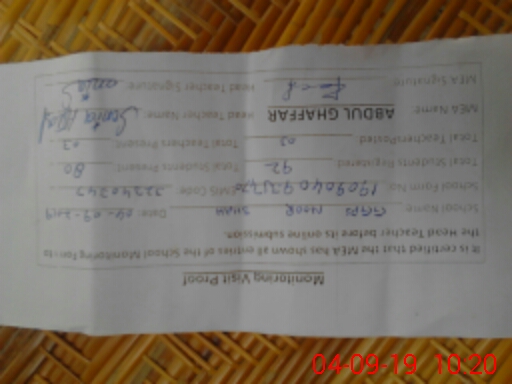 Monitoring Visit Proof
It is certified that the MEA has shown all entries of the School Monitoring Form to
the Head Teacher before its online submission.
School Name GGPS NOOR SHAH Date: 04-09-2019
School Form No: EMIS Code:
Total Students Registered 92 Total Students Present 80
Total Teachers Posted 03 Total Teachers Present 03
MEA Name ABDUL GHAFFAR Head Teacher Name:
MEA Signature Head Teacher Signature:
04-09-19 10:20